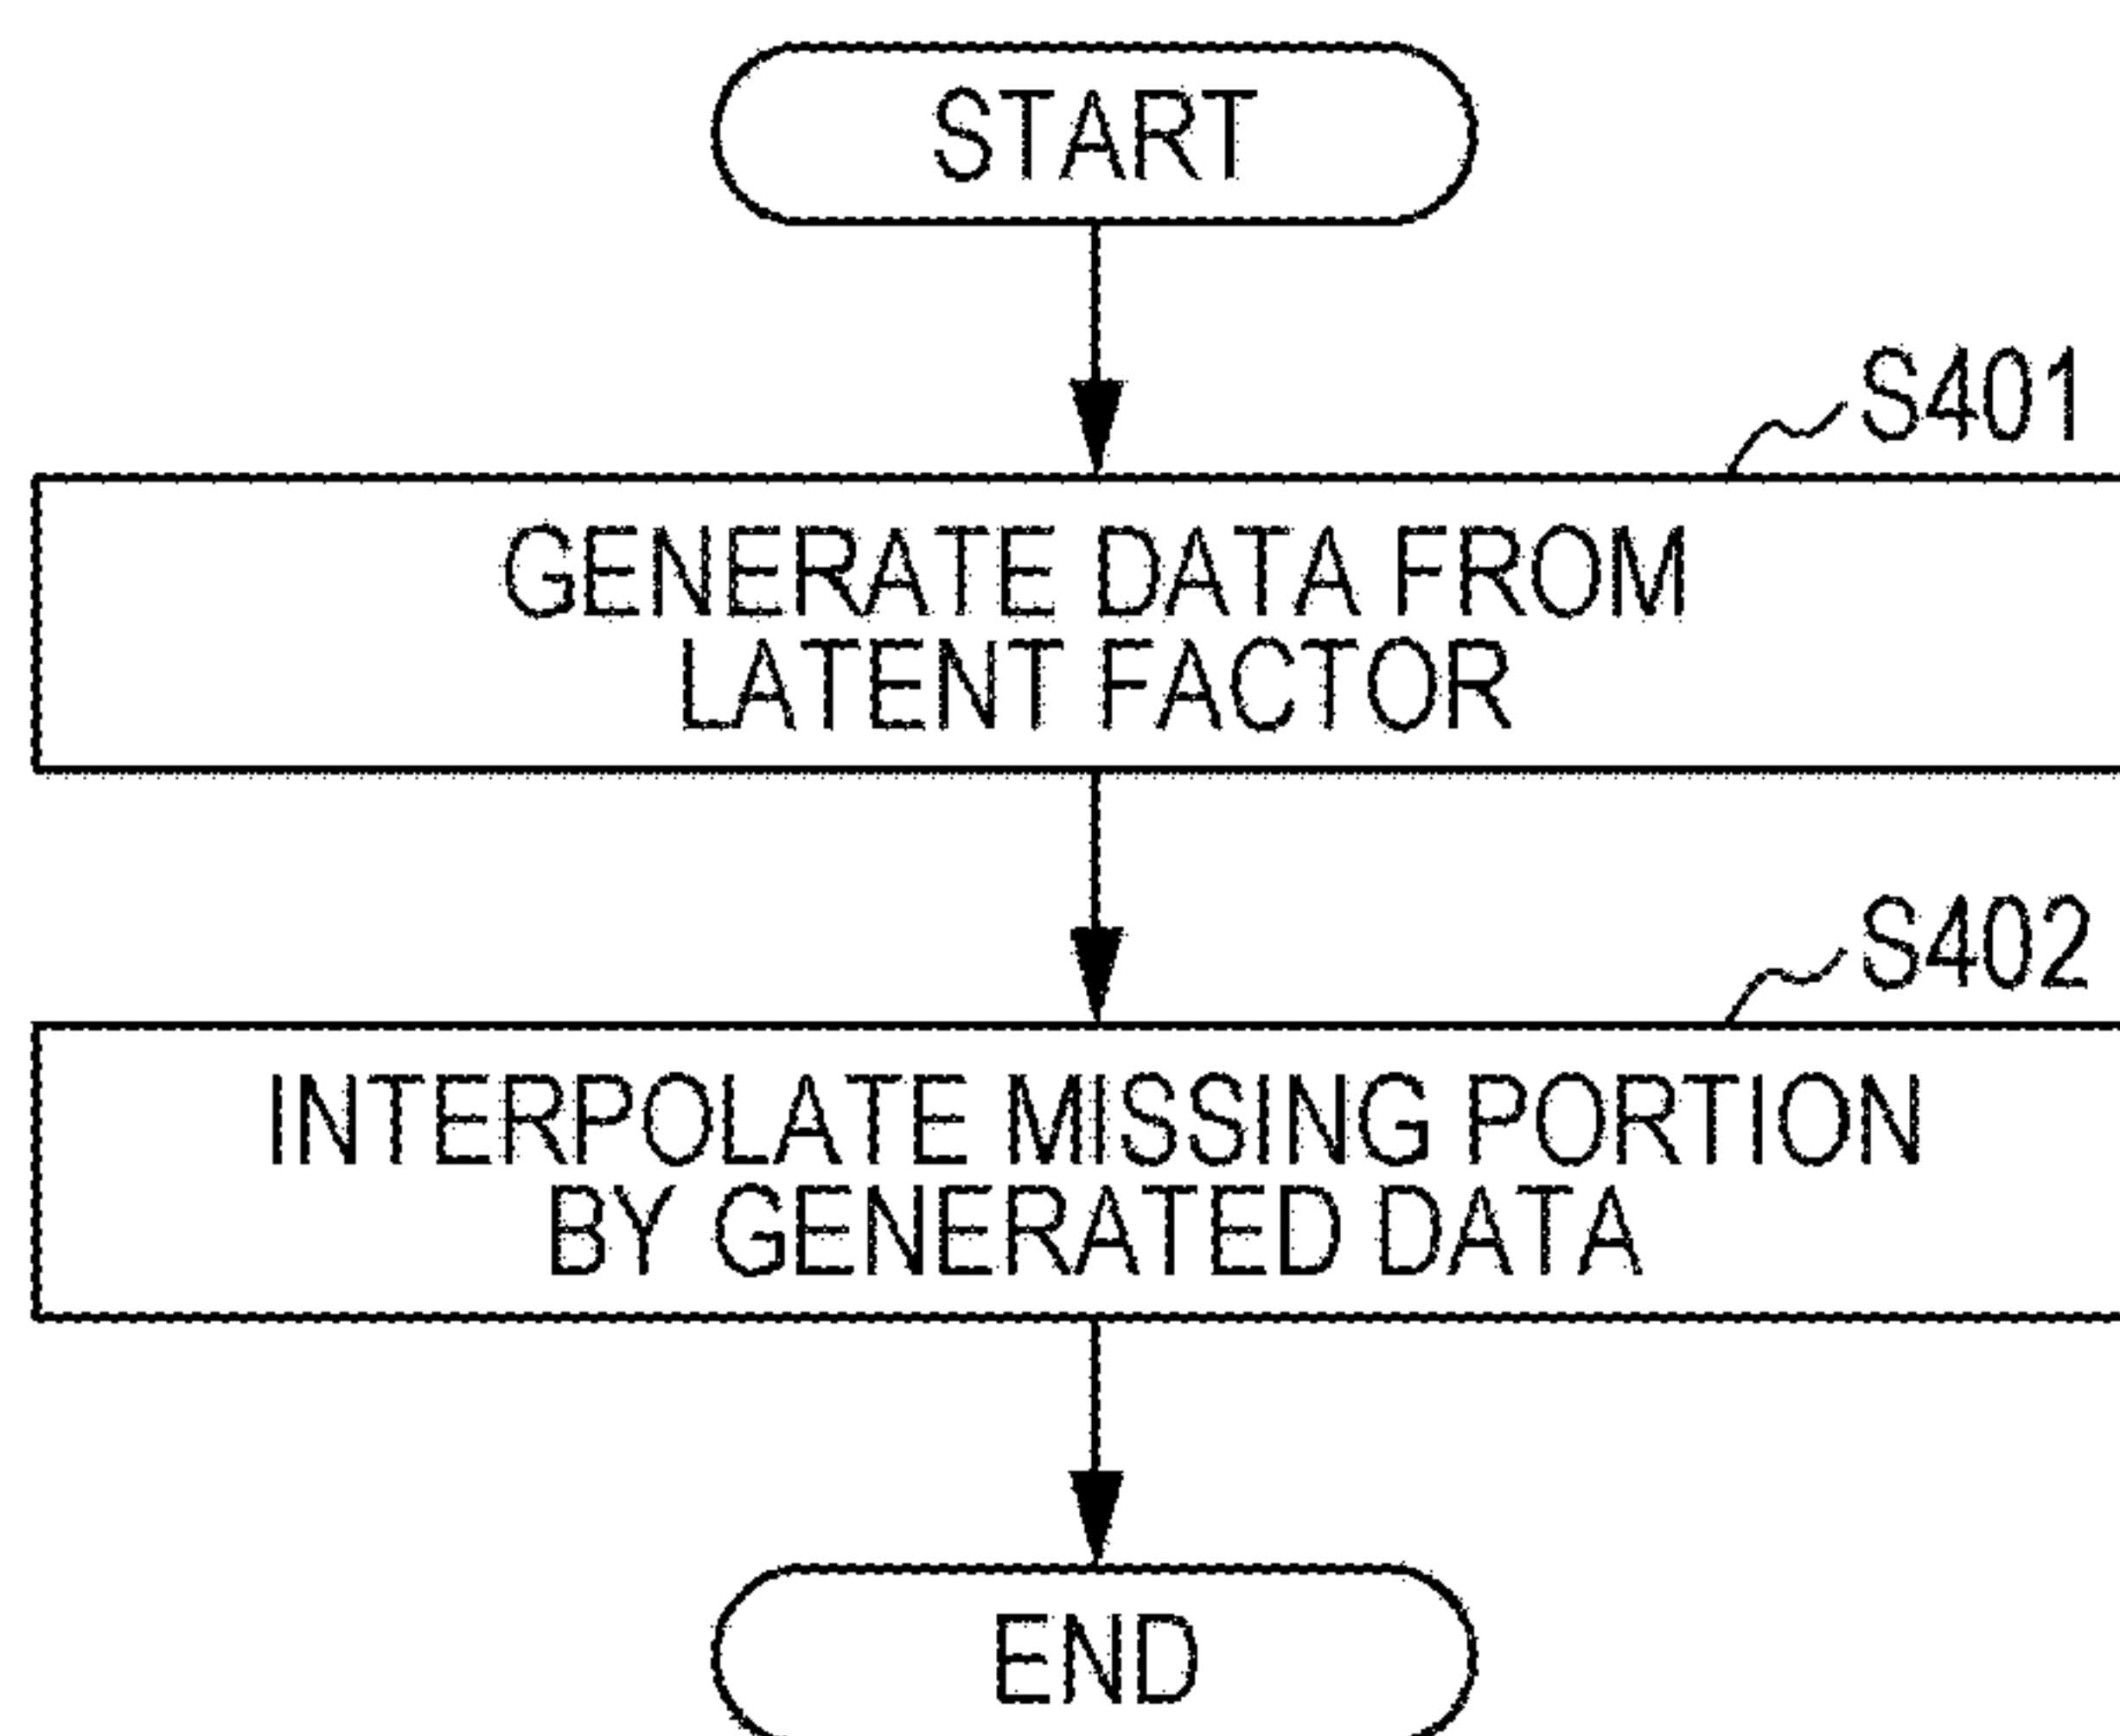 START
S401
GENERATE DATA FROM
LATENT FACTOR
S402
INTERPOLATE MISSING PORTION
BY GENERATED DATA
END